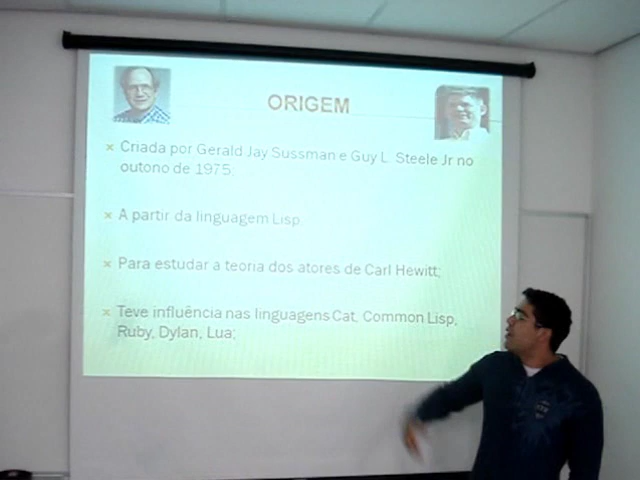 ORIGEM
Criada por Gerald Jay Sussman e Guy L. Steele Jr no
outono de 1975;
A partir da linguagem Lisp.
Para estudar a teoria dos atores de Carl Hewitt;
Teve influência nas linguagens Cat, Common Lisp,
Ruby, Dylan, Lua;